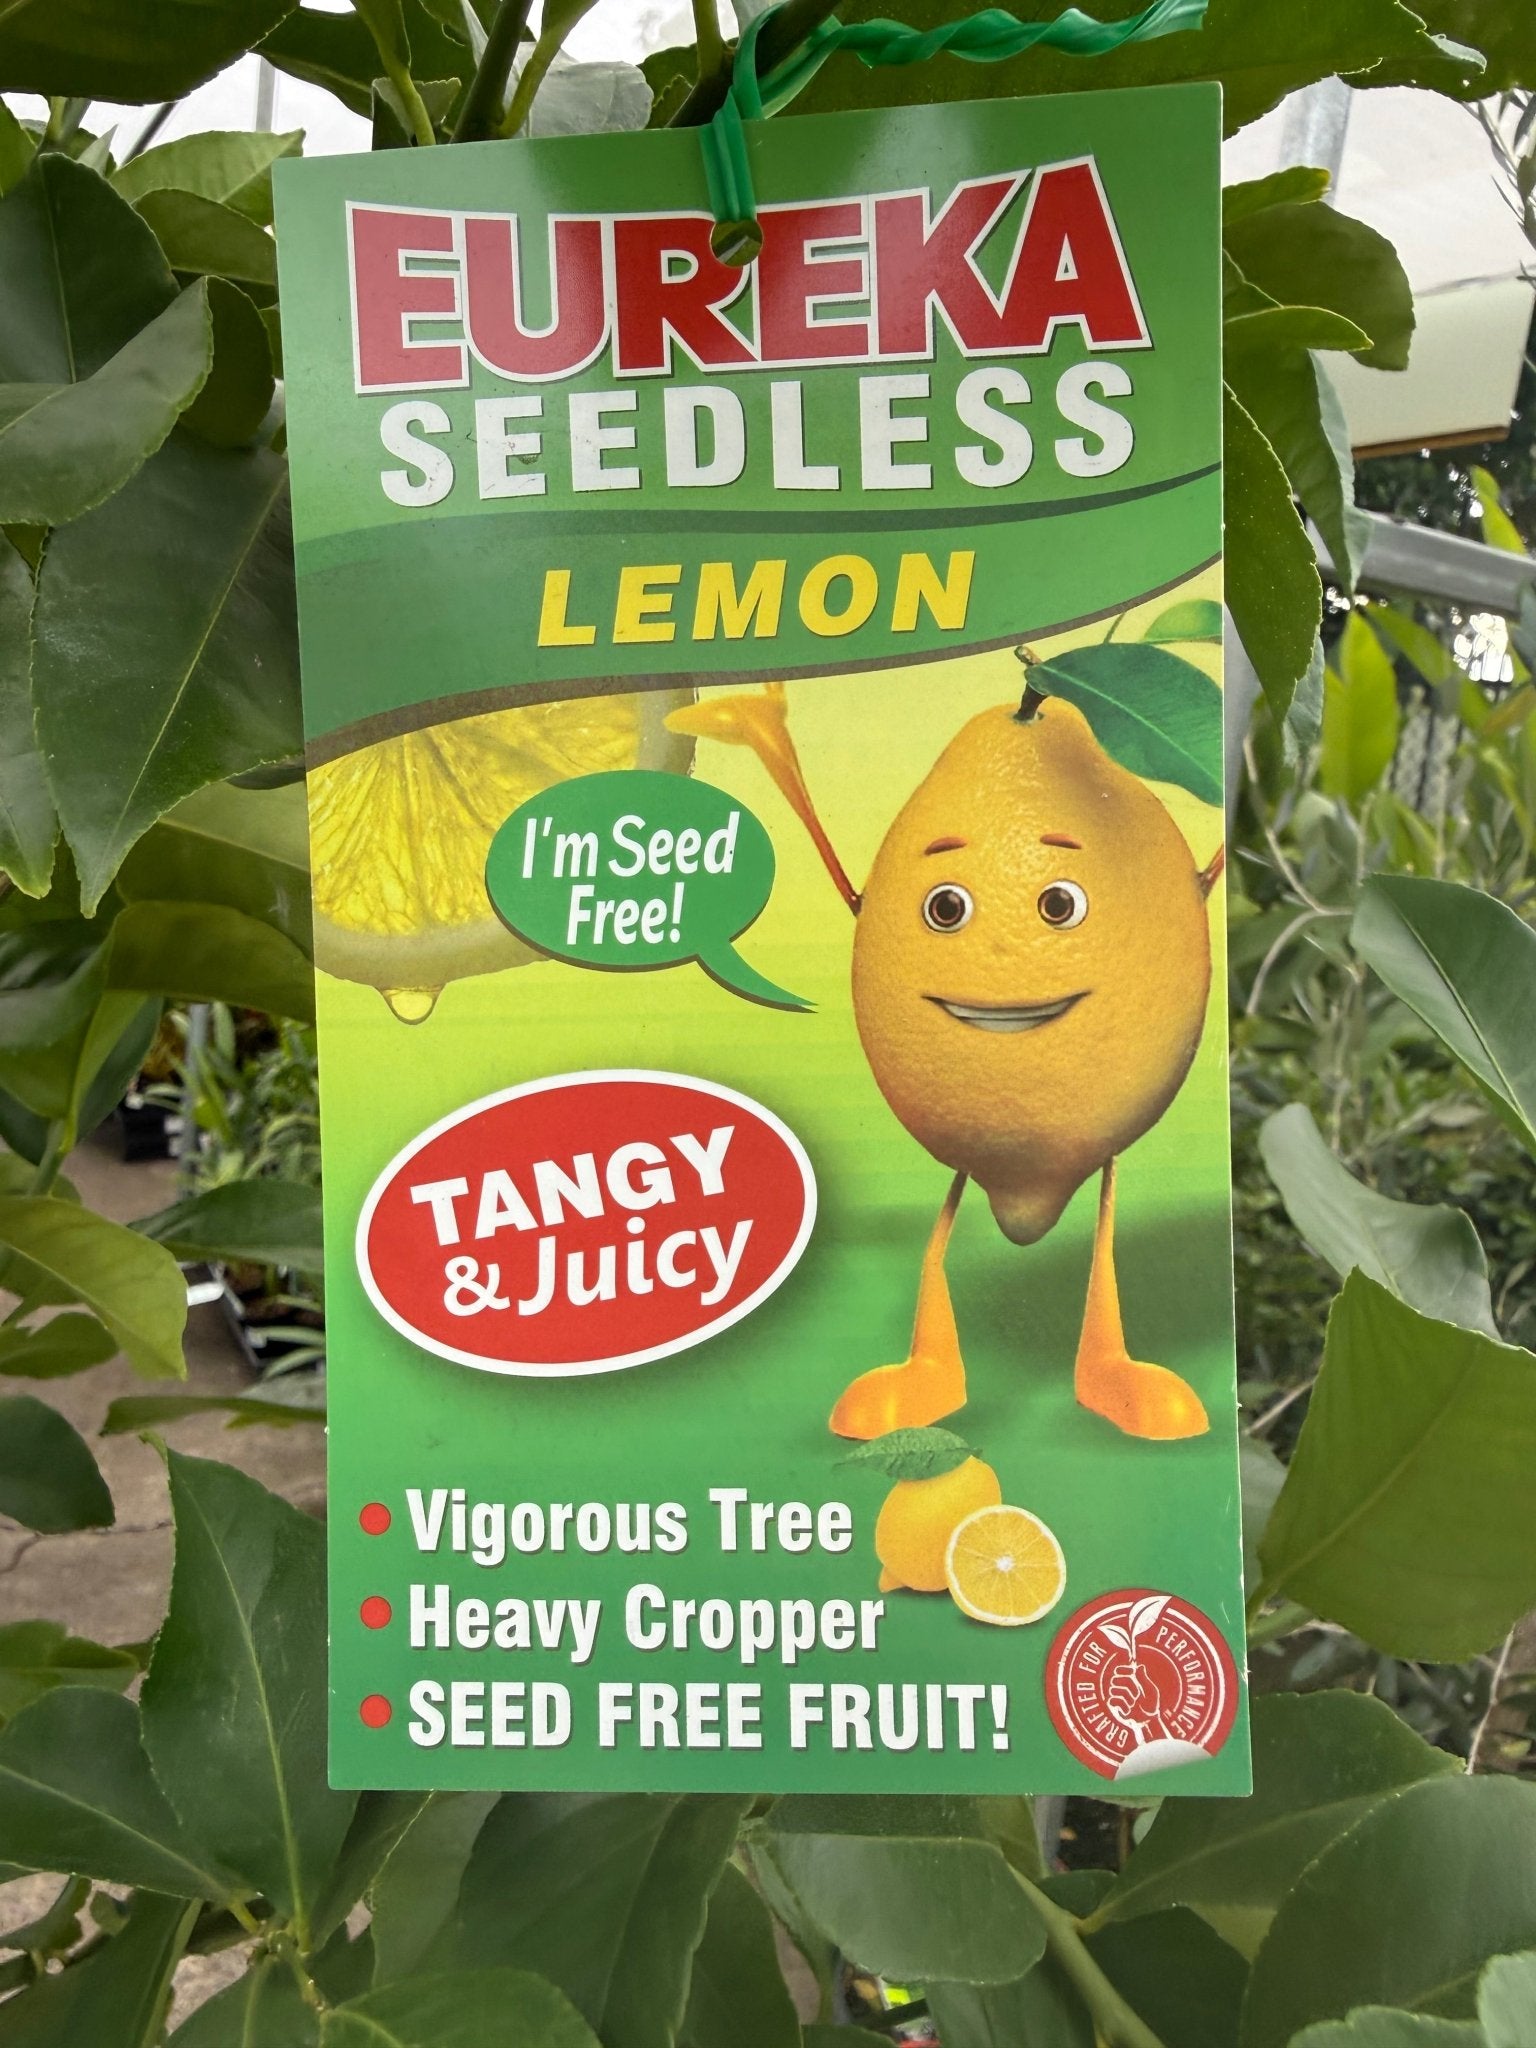 EUREKA
SEEDLESS
LEMON
I'm Seed
Free!
TANGY
& Juicy
• Vigorous Tree
• Heavy Cropper
• SEED FREE FRUIT!
GRAFTED FOR PERFORMANCE